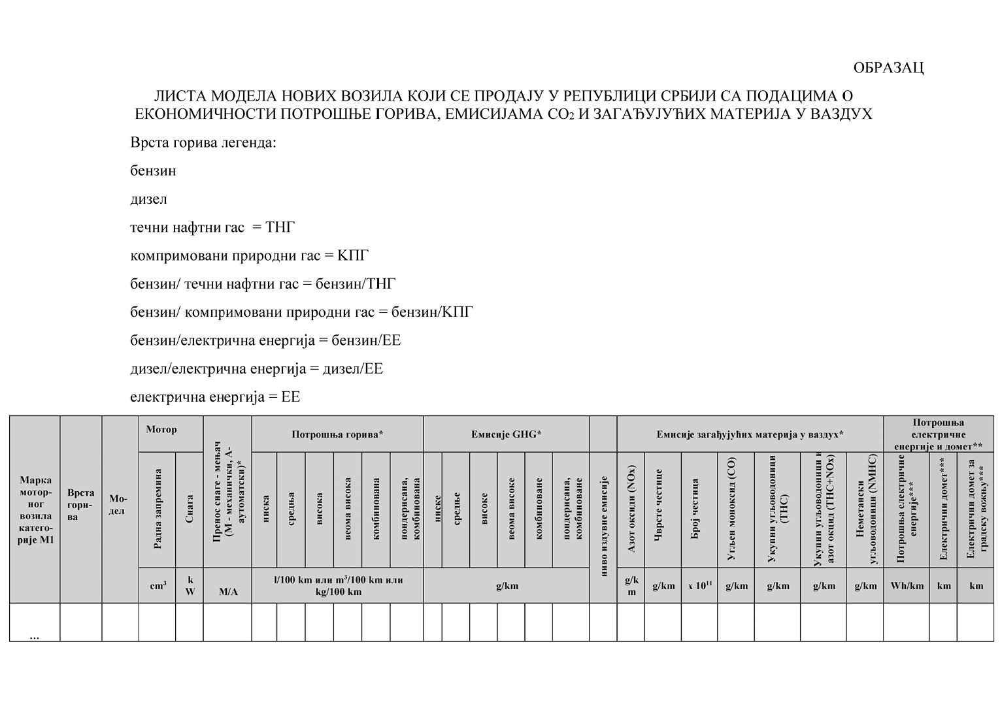 ОБРАЗАЦ
ЛИСТА МОДЕЛА НОВИХ ВОЗИЛА КОЈИ СЕ ПРОДАЈУ У РЕПУБЛИЦИ СРБИЈИ СА ПОДАЦИМА О
ЕКОНОМИЧНОСТИ ПОТРОШЊЕ ГОРИВА, ЕМИСИЈАМА CO₂ И ЗАГАЂУЈУЋИХ МАТЕРИЈА У ВАЗДУХ
Врста горива легенда:
бензин
дизел
течни нафтни гас = ТНГ
компримовани природни гас = КПГ
бензин/ течни нафтни гас = бензин/ТНГ
бензин/ компримовани природни гас = бензин/КПГ
бензин/електрична енергија = бензин/ЕЕ
дизел/електрична енергија = дизел/ЕЕ
електрична енергија = ЕЕ
Марка
мотор-
ног
возила
катего-
рије М1
Врста
гори-
ва
Мо-
дел
Мотор
Радна запремина
Снага
Пренос снаге - мењач
(М - механички, А-
аутоматски)*
Потрошња горива*
ниска
средња
висока
веома висока
комбинована
пондерисана,
комбинована
Емисије GHG*
ниске
средње
високе
веома високе
комбиноване
пондерисана,
комбиноване
ниво издувне емисије
Емисије загађујућих материја у ваздух*
Азот оксиди (NOx)
Чврсте честице
Број честица
Угљен моноксид (CO)
Укупни угљоводоници
(THC)
Укупни угљоводоници и
азот оксид (THC+NOx)
Неметански
угљоводоници (NMHC)
Потрошња
електричне
енергије и домет**
Потрошња електричне
енергије***
Електрични домет***
Електрични домет за
градску вожњу***
cm³
k
W
М/А
l/100 km или m³/100 km или
kg/100 km
g/km
g/k
m
g/km
x 10¹¹
g/km
g/km
g/km
g/km
Wh/km
km
km
...